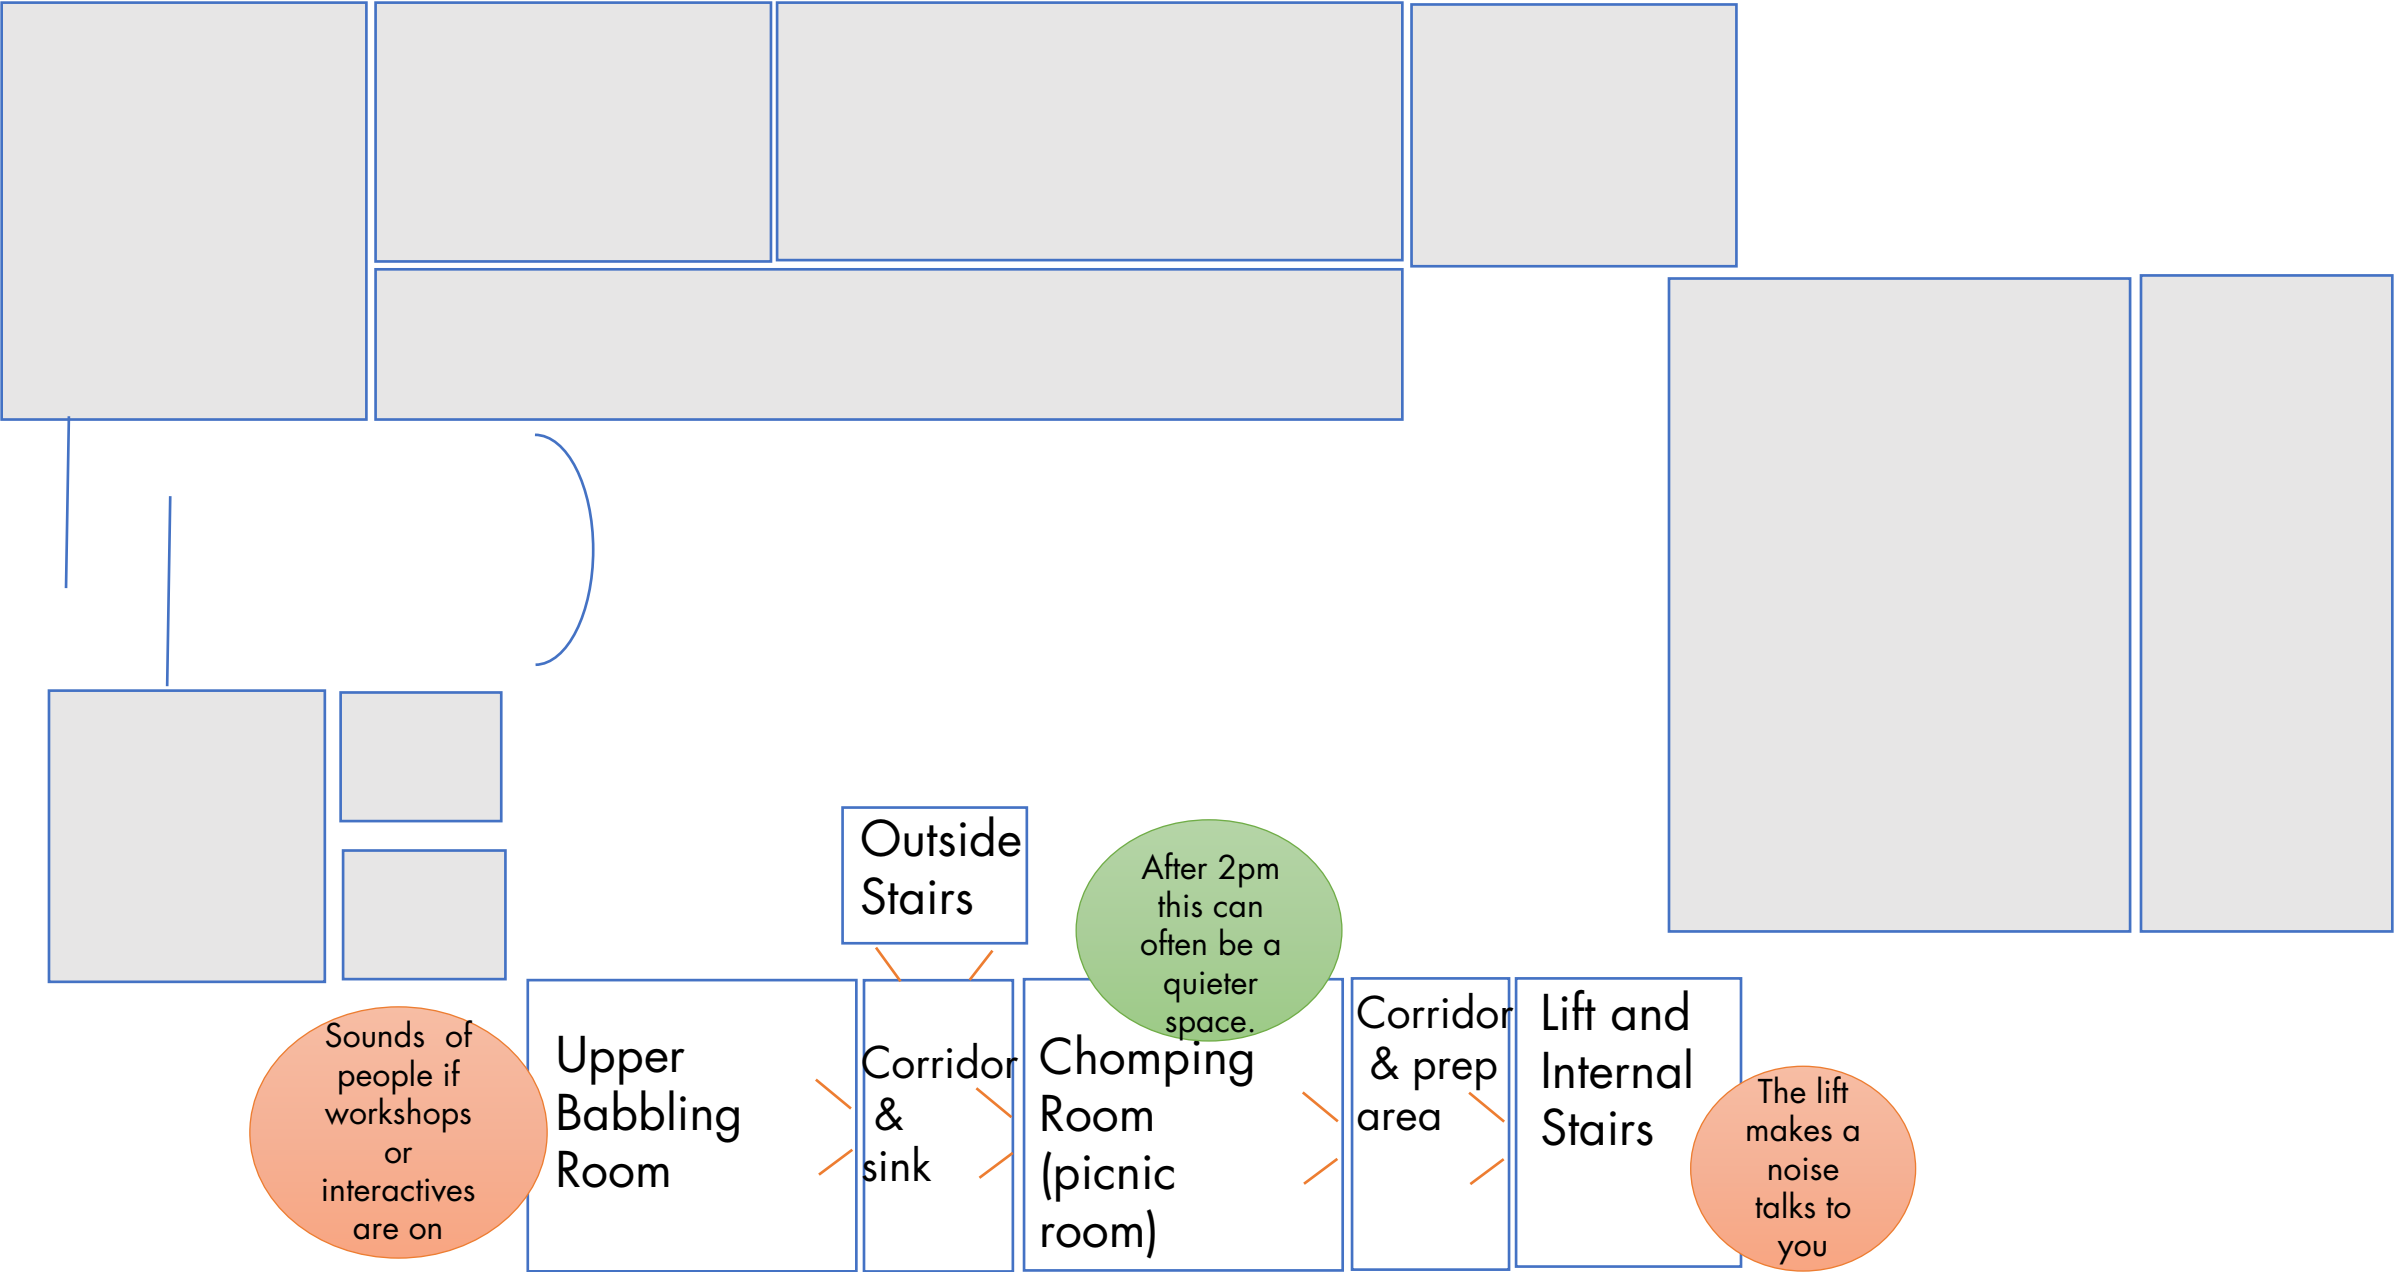 Outside
Stairs
After 2pm
this can
often be a
quieter
space.
Sounds of
people if
workshops
or
interactives
are on
Upper
Babbling
Room
Corridor
&
sink
Chomping
Room
(picnic
room)
Corridor
& prep
area
Lift and
Internal
Stairs
The lift
makes a
noise
talks to
you